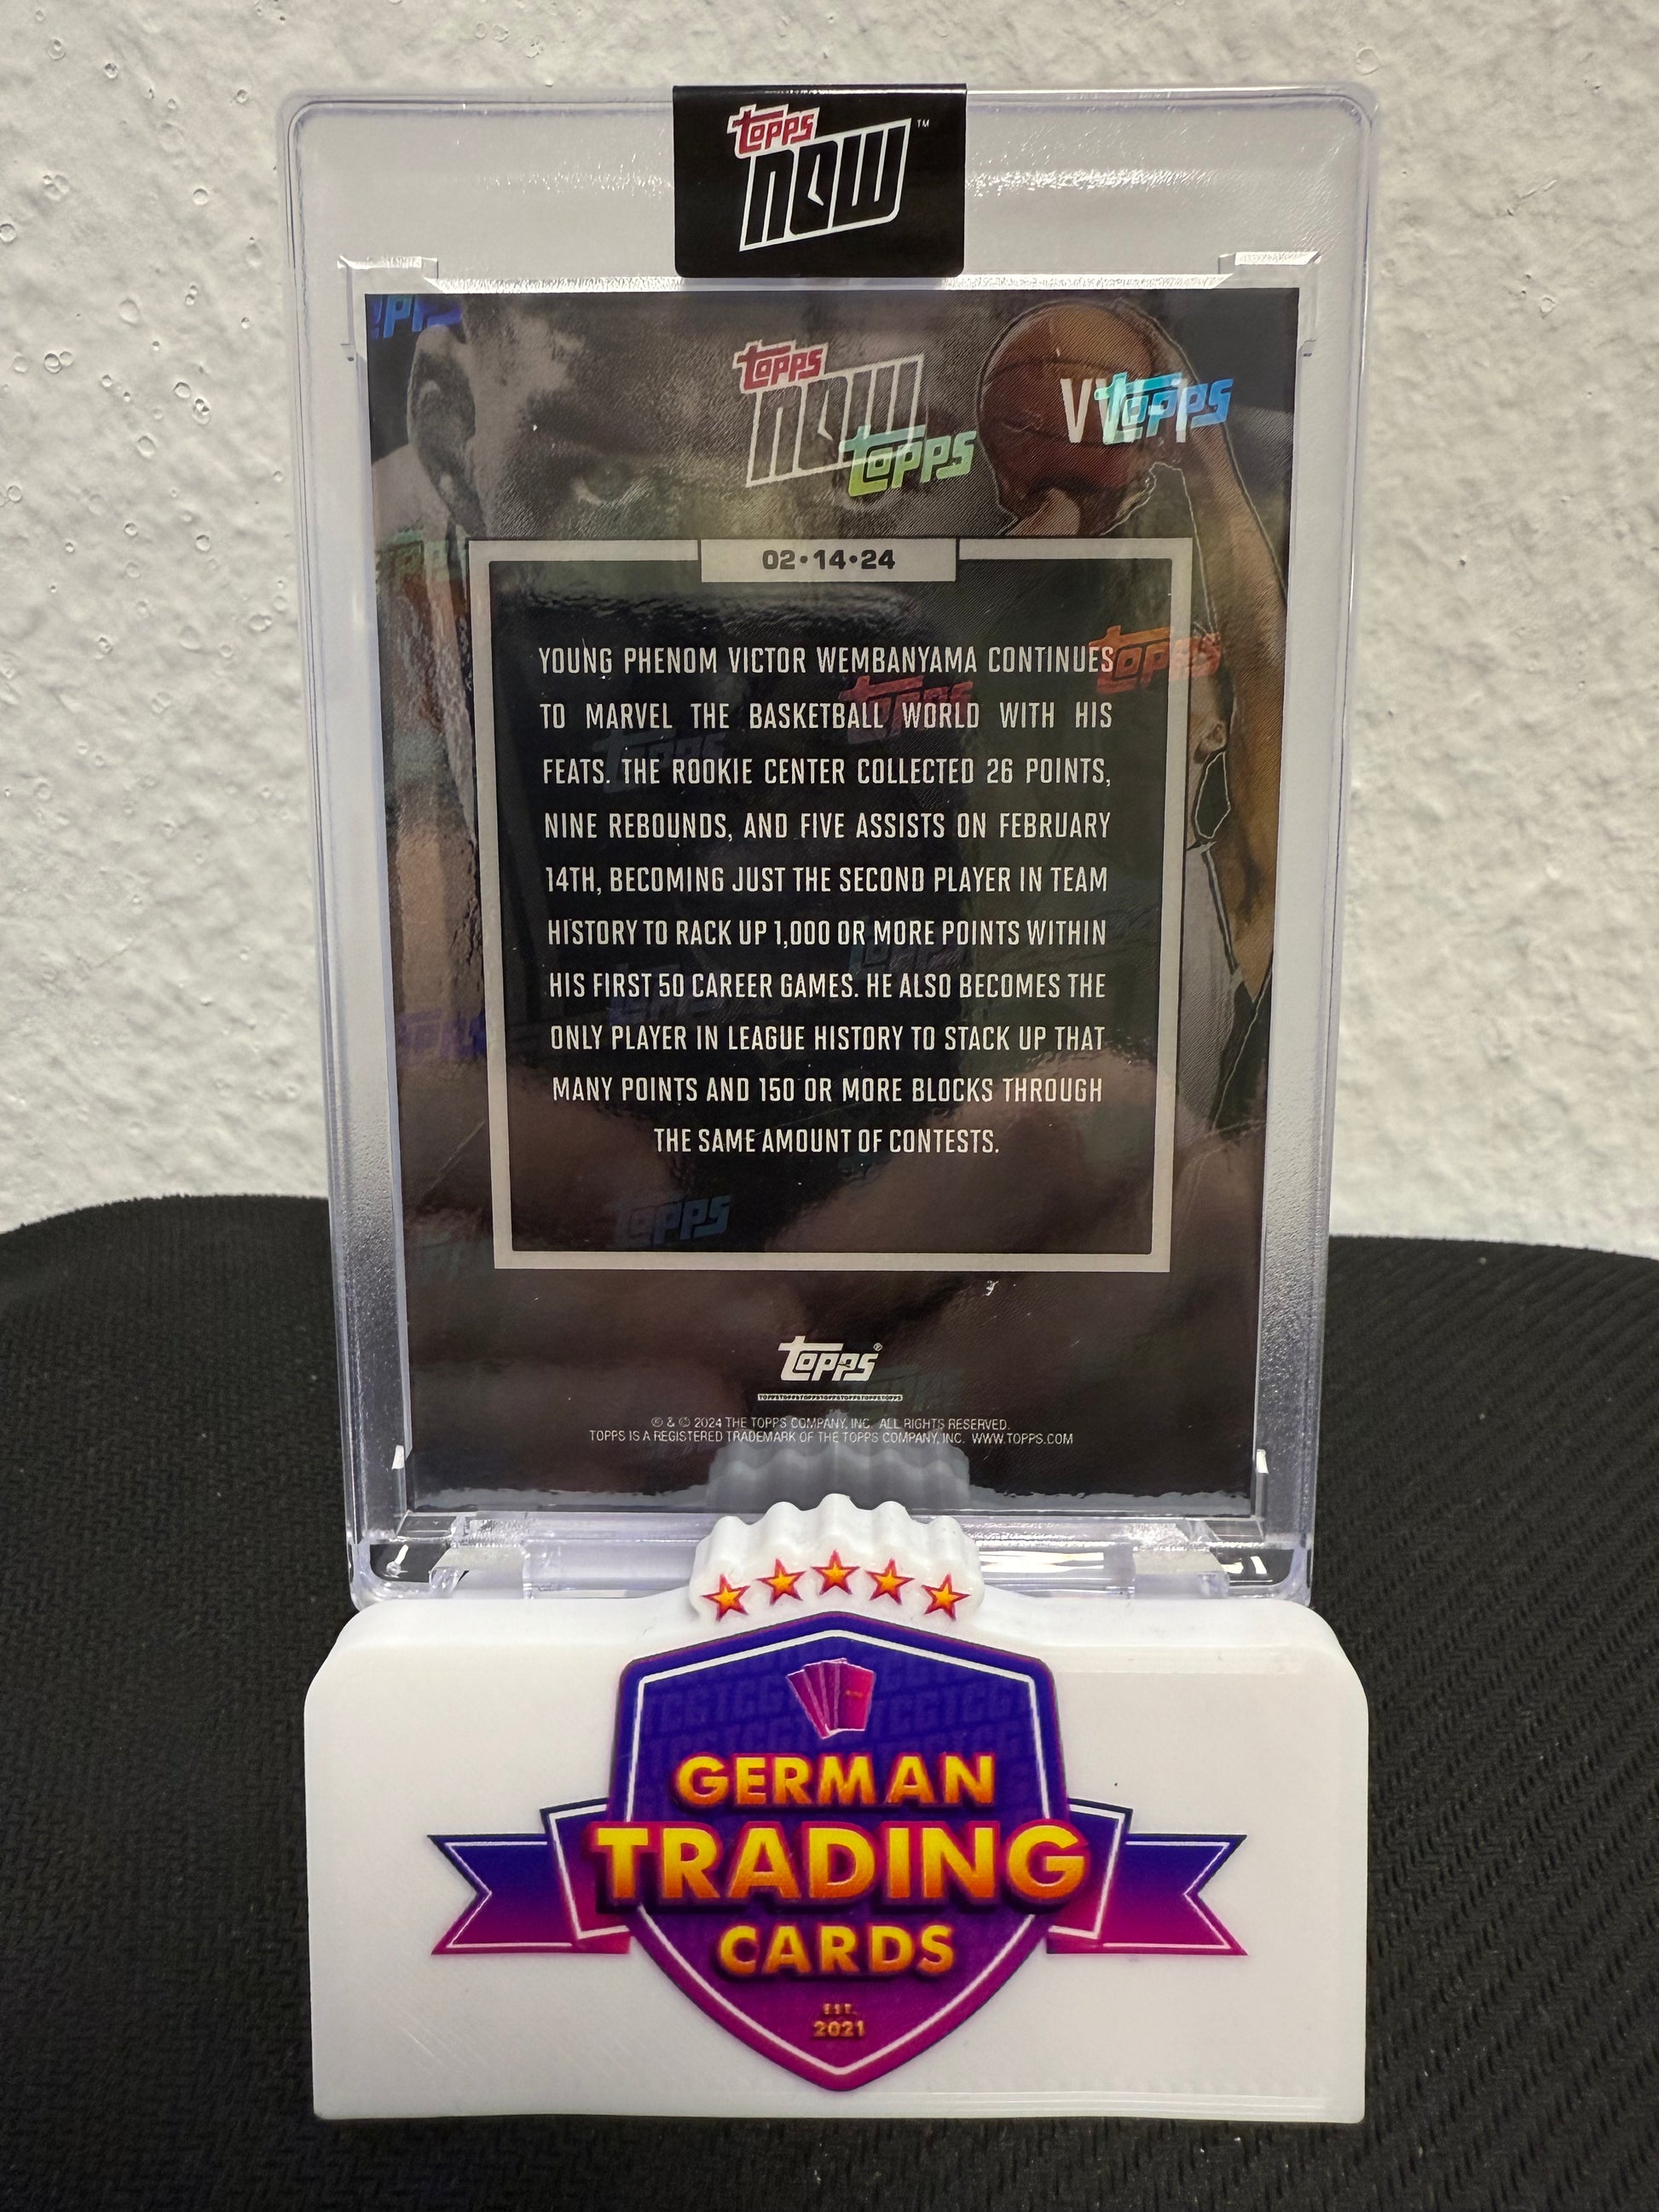 Topps
now™
Topps
now
Topps
Topps
02•14•24
YOUNG PHENOM VICTOR WEMBANYAMA CONTINUES
TO MARVEL THE BASKETBALL WORLD WITH HIS
FEATS. THE ROOKIE CENTER COLLECTED 26 POINTS,
NINE REBOUNDS, AND FIVE ASSISTS ON FEBRUARY
14TH, BECOMING JUST THE SECOND PLAYER IN TEAM
HISTORY TO RACK UP 1,000 OR MORE POINTS WITHIN
HIS FIRST 50 CAREER GAMES. HE ALSO BECOMES THE
ONLY PLAYER IN LEAGUE HISTORY TO STACK UP THAT
MANY POINTS AND 150 OR MORE BLOCKS THROUGH
THE SAME AMOUNT OF CONTESTS.
Topps
Topps
Topps
Topps
Topps®
® & © 2024 THE TOPPS COMPANY, INC. ALL RIGHTS RESERVED.
TOPPS IS A REGISTERED TRADEMARK OF THE TOPPS COMPANY, INC. WWW.TOPPS.COM
GERMAN
TRADING
CARDS
EST.
2021